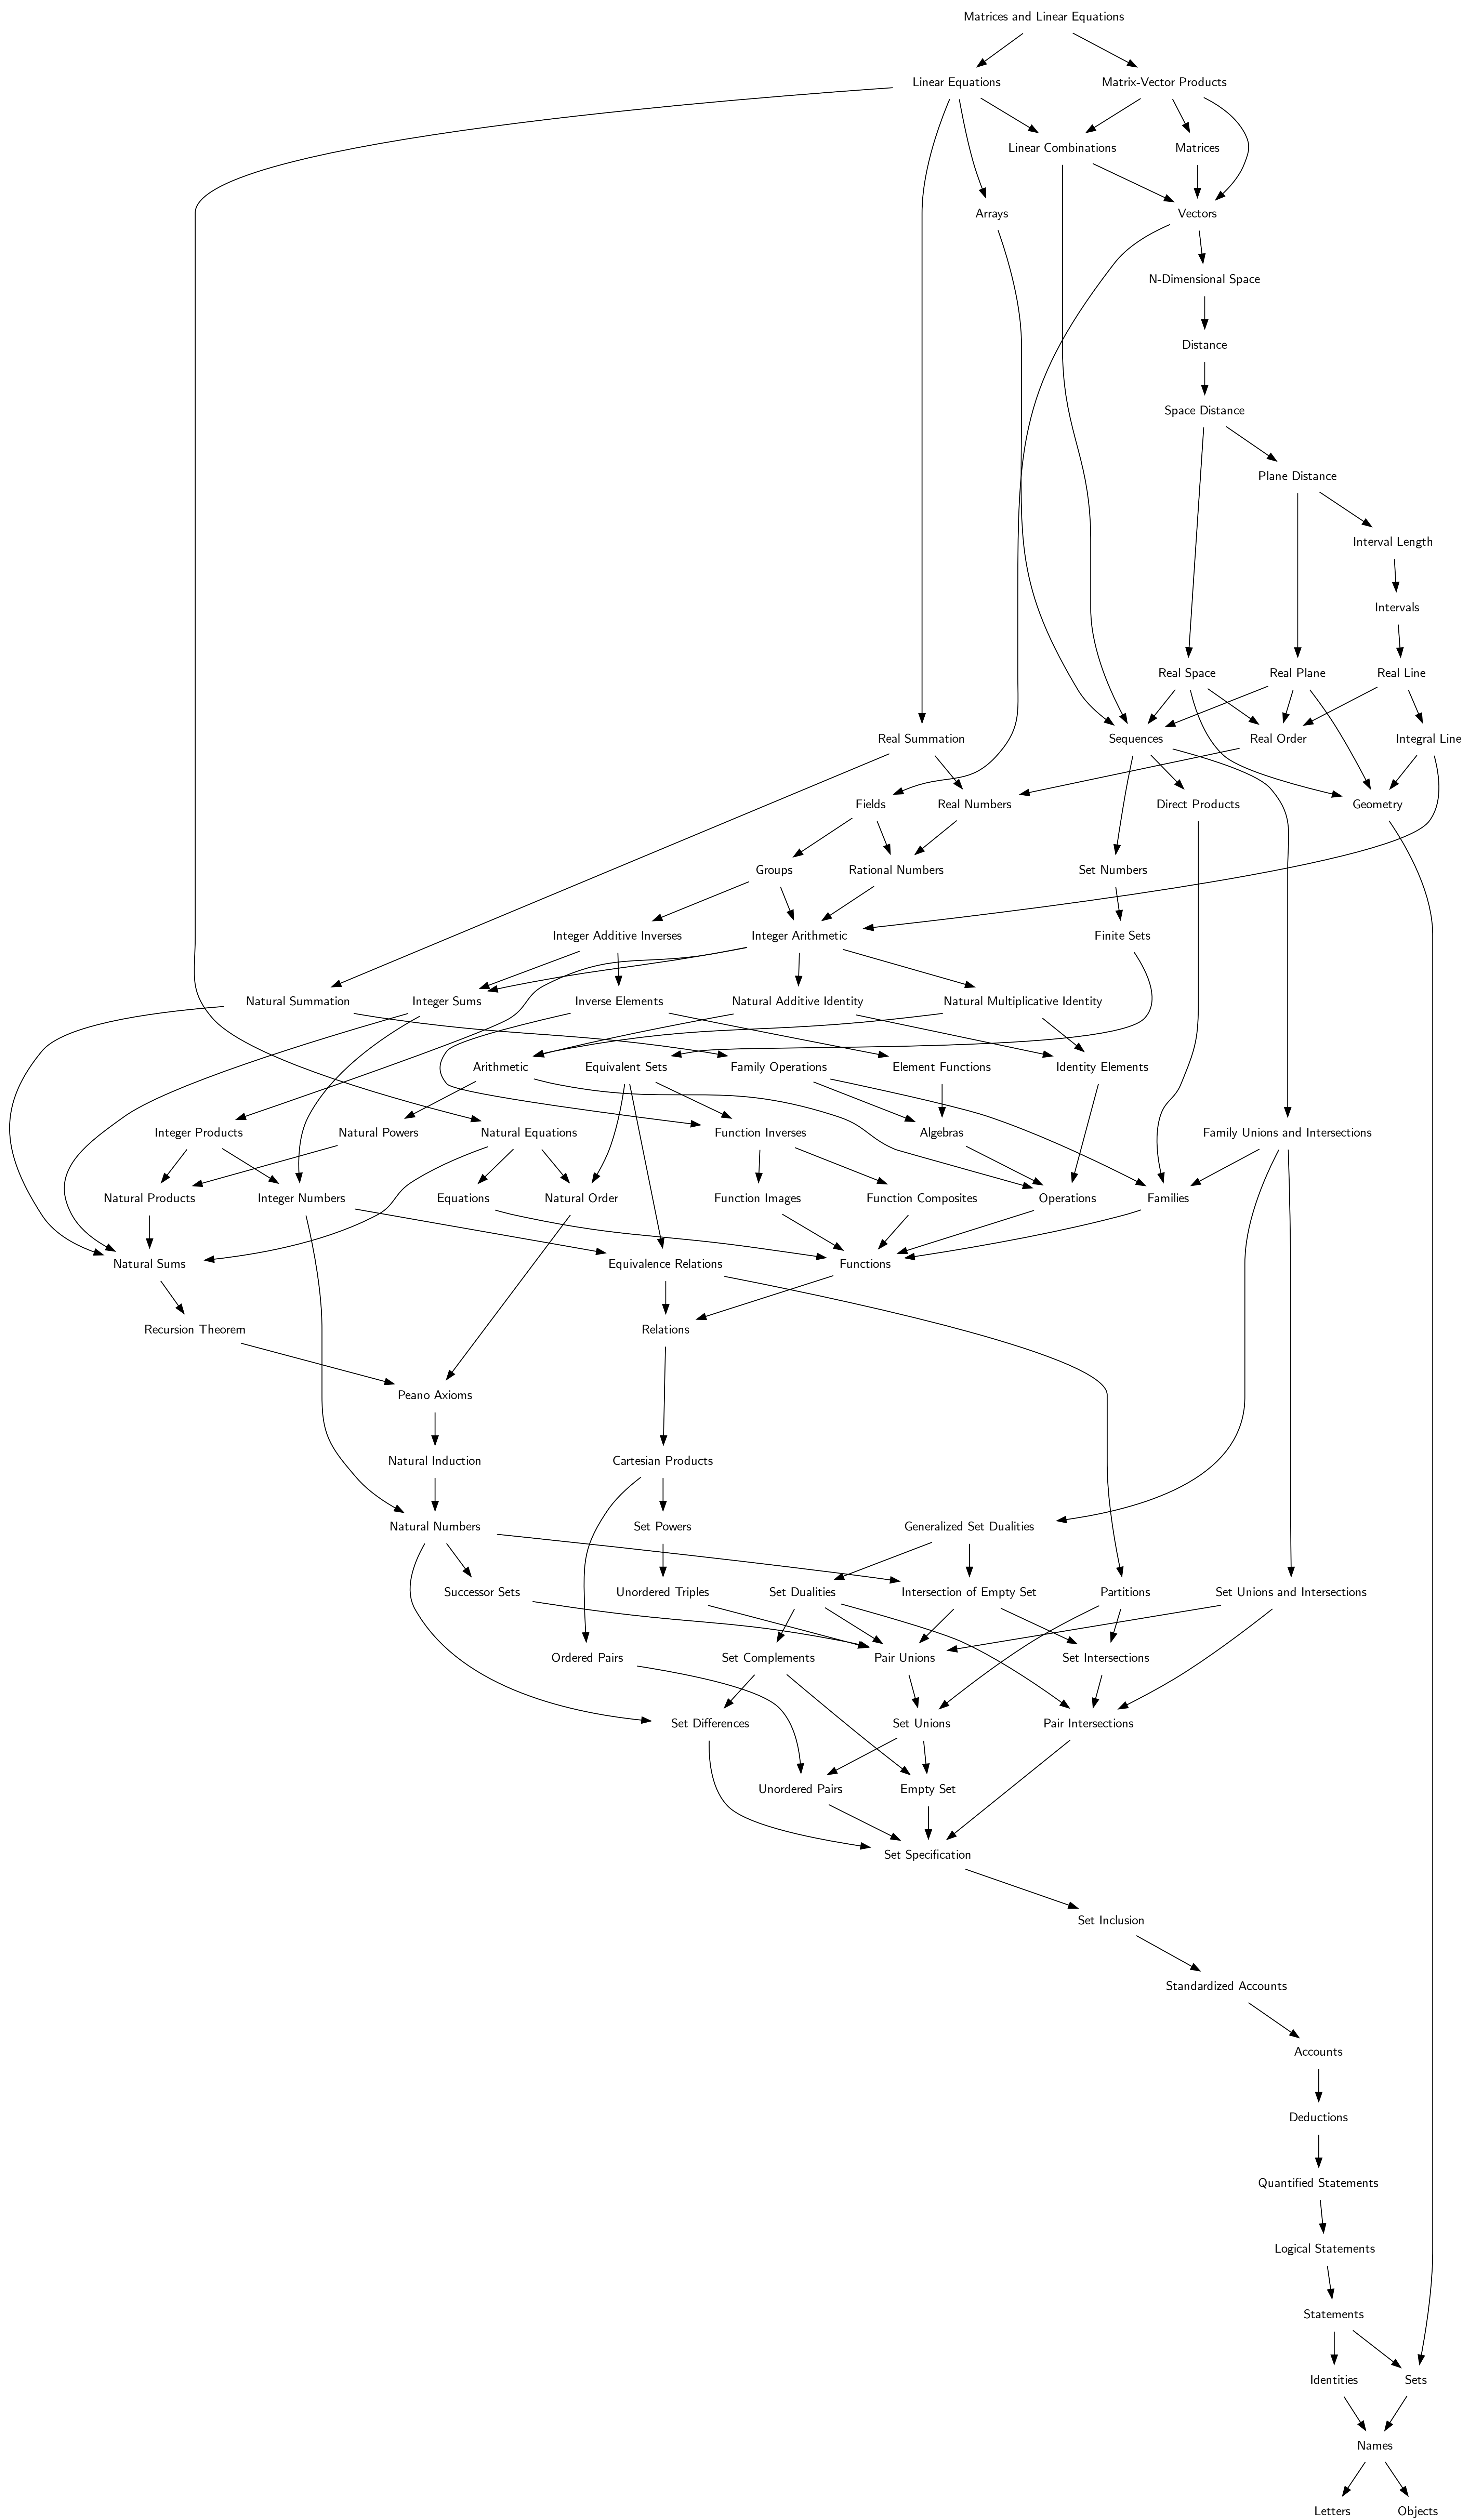 Matrices and Linear Equations
Linear Equations
Matrix-Vector Products
Linear Combinations
Matrices
Arrays
Vectors
N-Dimensional Space
Distance
Space Distance
Plane Distance
Interval Length
Intervals
Real Space
Real Plane
Real Line
Real Summation
Sequences
Real Order
Integral Line
Fields
Real Numbers
Direct Products
Geometry
Groups
Rational Numbers
Set Numbers
Integer Additive Inverses
Integer Arithmetic
Finite Sets
Natural Summation
Integer Sums
Inverse Elements
Natural Additive Identity
Natural Multiplicative Identity
Arithmetic
Equivalent Sets
Family Operations
Element Functions
Identity Elements
Integer Products
Natural Powers
Natural Equations
Function Inverses
Algebras
Family Unions and Intersections
Natural Products
Integer Numbers
Equations
Natural Order
Function Images
Function Composites
Operations
Families
Natural Sums
Equivalence Relations
Functions
Recursion Theorem
Relations
Peano Axioms
Natural Induction
Cartesian Products
Natural Numbers
Set Powers
Generalized Set Dualities
Successor Sets
Unordered Triples
Set Dualities
Intersection of Empty Set
Partitions
Set Unions and Intersections
Ordered Pairs
Set Complements
Pair Unions
Set Intersections
Set Differences
Set Unions
Pair Intersections
Unordered Pairs
Empty Set
Set Specification
Set Inclusion
Standardized Accounts
Accounts
Deductions
Quantified Statements
Logical Statements
Statements
Identities
Sets
Names
Letters
Objects